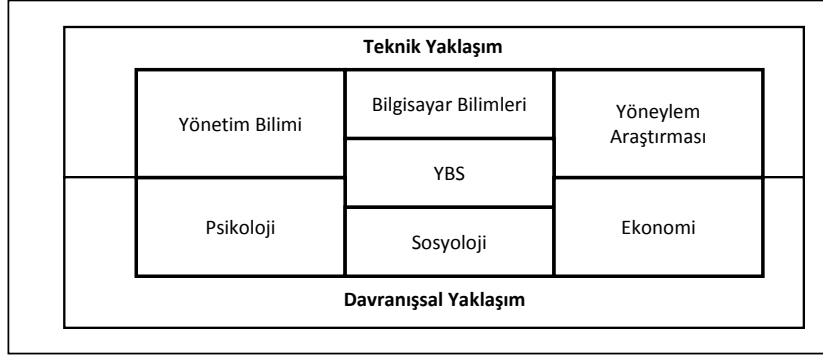 Teknik Yaklaşım
Yönetim Bilimi
Bilgisayar Bilimleri
Yöneylem
Araştırması
YBS
Psikoloji
Sosyoloji
Ekonomi
Davranışsal Yaklaşım